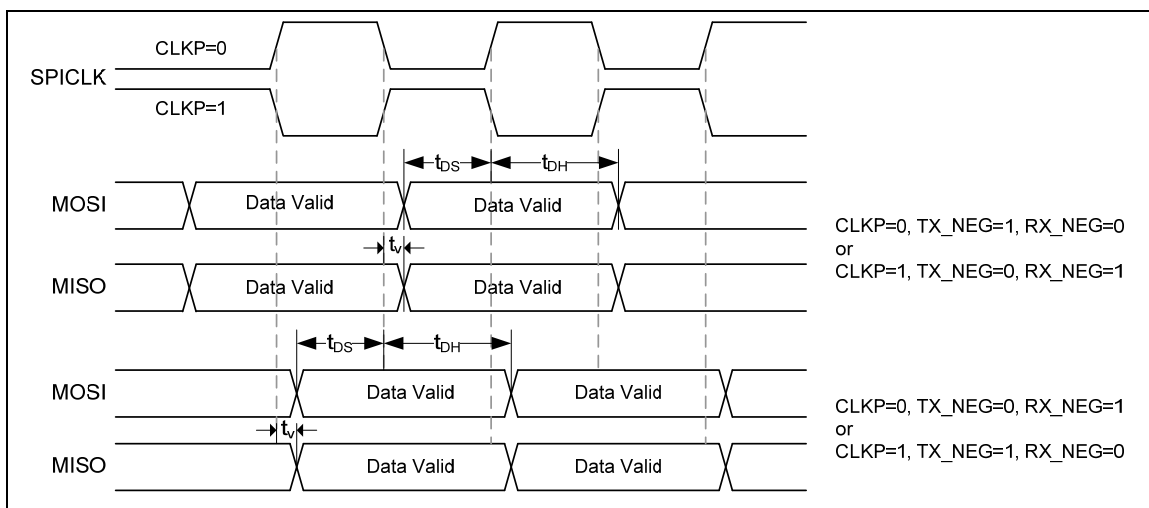 CLKP=0
SPICLK
CLKP=1
tDS
tDH
MOSI
Data Valid
Data Valid
CLKP=0, TX_NEG=1, RX_NEG=0
or
CLKP=1, TX_NEG=0, RX_NEG=1
tv
MISO
Data Valid
Data Valid
tDS
tDH
MOSI
Data Valid
Data Valid
CLKP=0, TX_NEG=0, RX_NEG=1
or
CLKP=1, TX_NEG=1, RX_NEG=0
tv
MISO
Data Valid
Data Valid